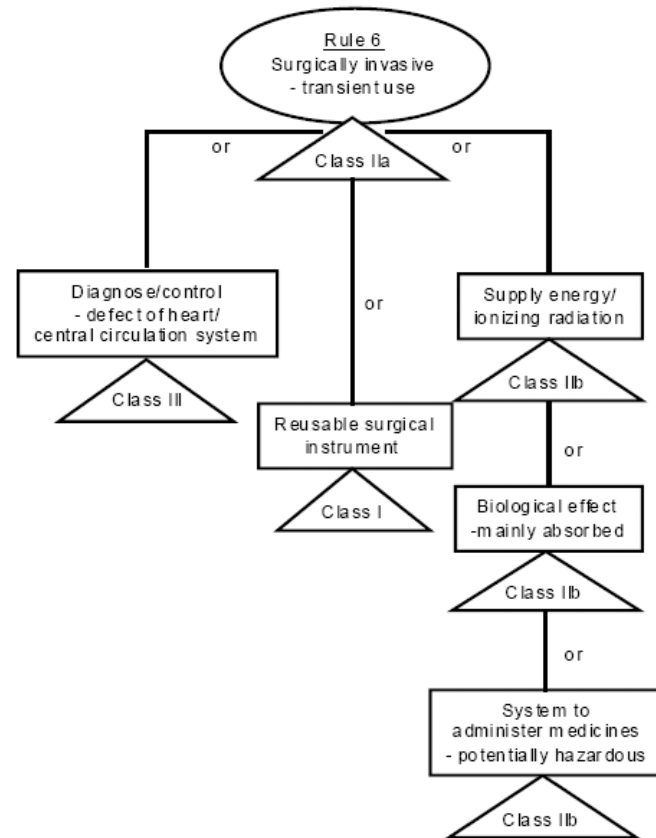 Rule 6
Surgically invasive
- transient use
or
Class IIa
or
Diagnose/control
- defect of heart/
central circulation system
Class III
or
Reusable surgical
instrument
Class I
Supply energy/
ionizing radiation
Class IIb
or
Biological effect
-mainly absorbed
Class IIb
or
System to
administer medicines
- potentially hazardous
Class IIb